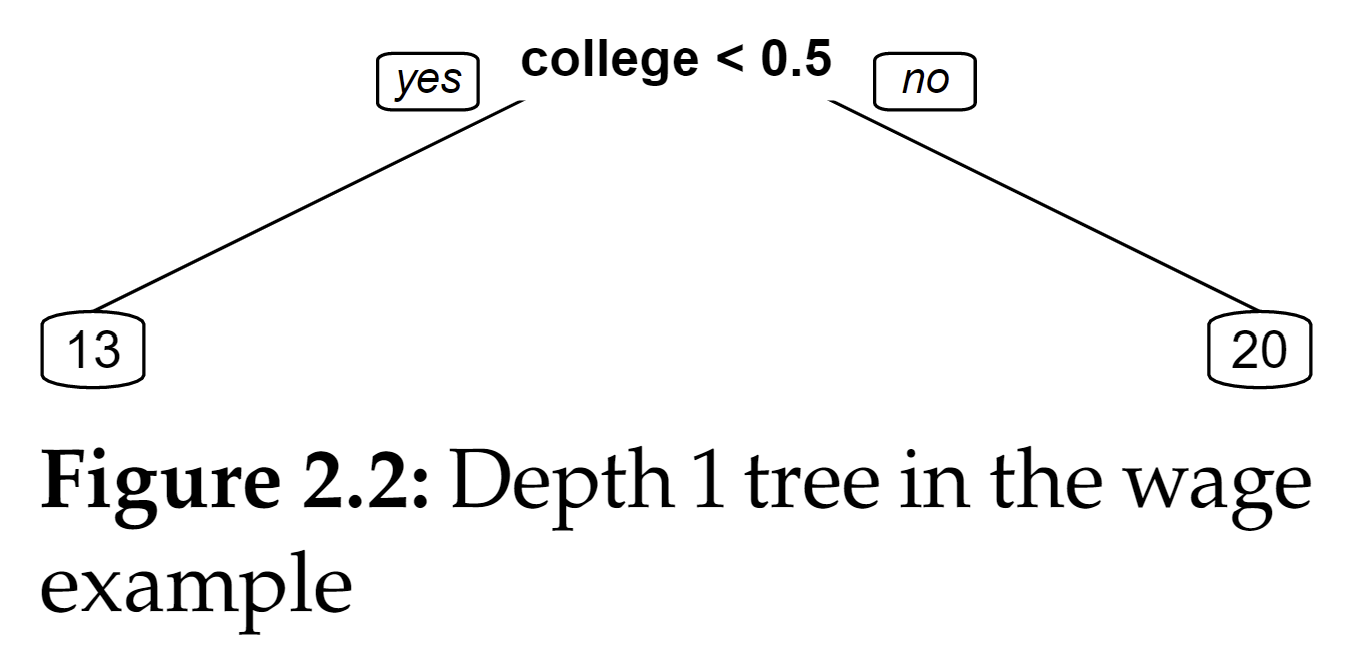 yes college < 0.5 no
13 20
Figure 2.2: Depth 1 tree in the wage
example